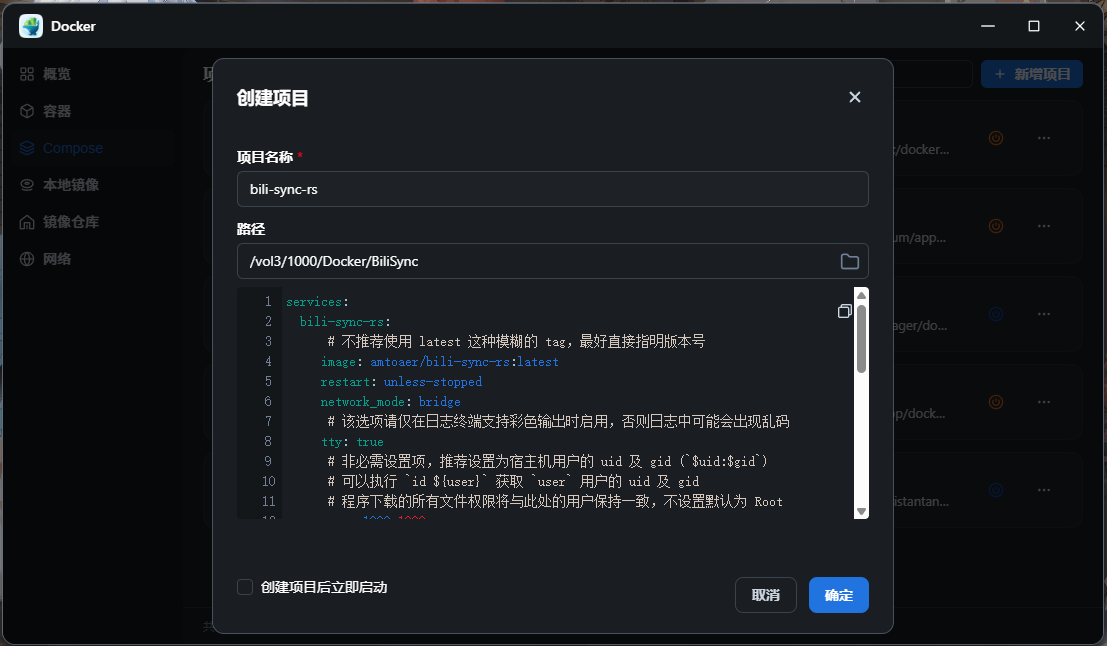 Docker
概览
容器
Compose
本地镜像
镜像仓库
网络
+ 新增项目
创建项目
项目名称 *
bili-sync-rs
路径
/vol3/1000/Docker/BiliSync
1 services:
2 bili-sync-rs:
3 # 不推荐使用 latest 这种模糊的 tag，最好直接指明版本号
4 image: amtoaer/bili-sync-rs:latest
5 restart: unless-stopped
6 network_mode: bridge
7 # 该选项请仅在日志终端支持彩色输出时启用，否则日志中可能会出现乱码
8 tty: true
9 # 非必需设置项，推荐设置为宿主机用户的 uid 及 gid (`$uid:$gid`)
10 # 可以执行 `id ${user}` 获取 `user` 用户的 uid 及 gid
11 # 程序下载的所有文件权限将与此处的用户保持一致，不设置默认为 Root
/docker...
um/app...
ager/do...
op/dock...
istantan...
创建项目后立即启动
取消
确定